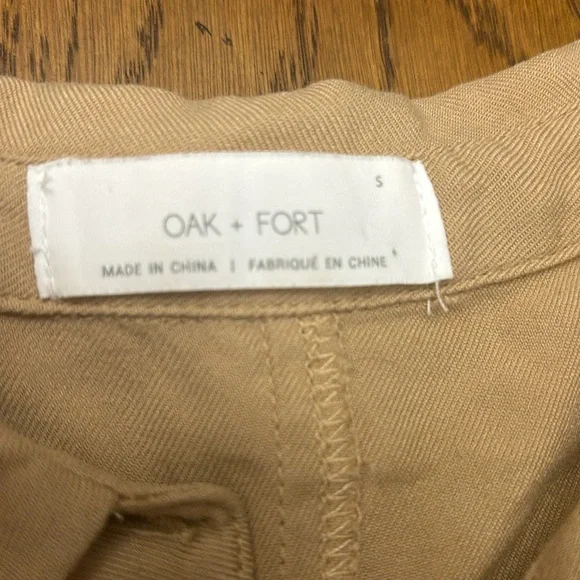 S
OAK + FORT
MADE IN CHINA | FABRIQUÉ EN CHINE